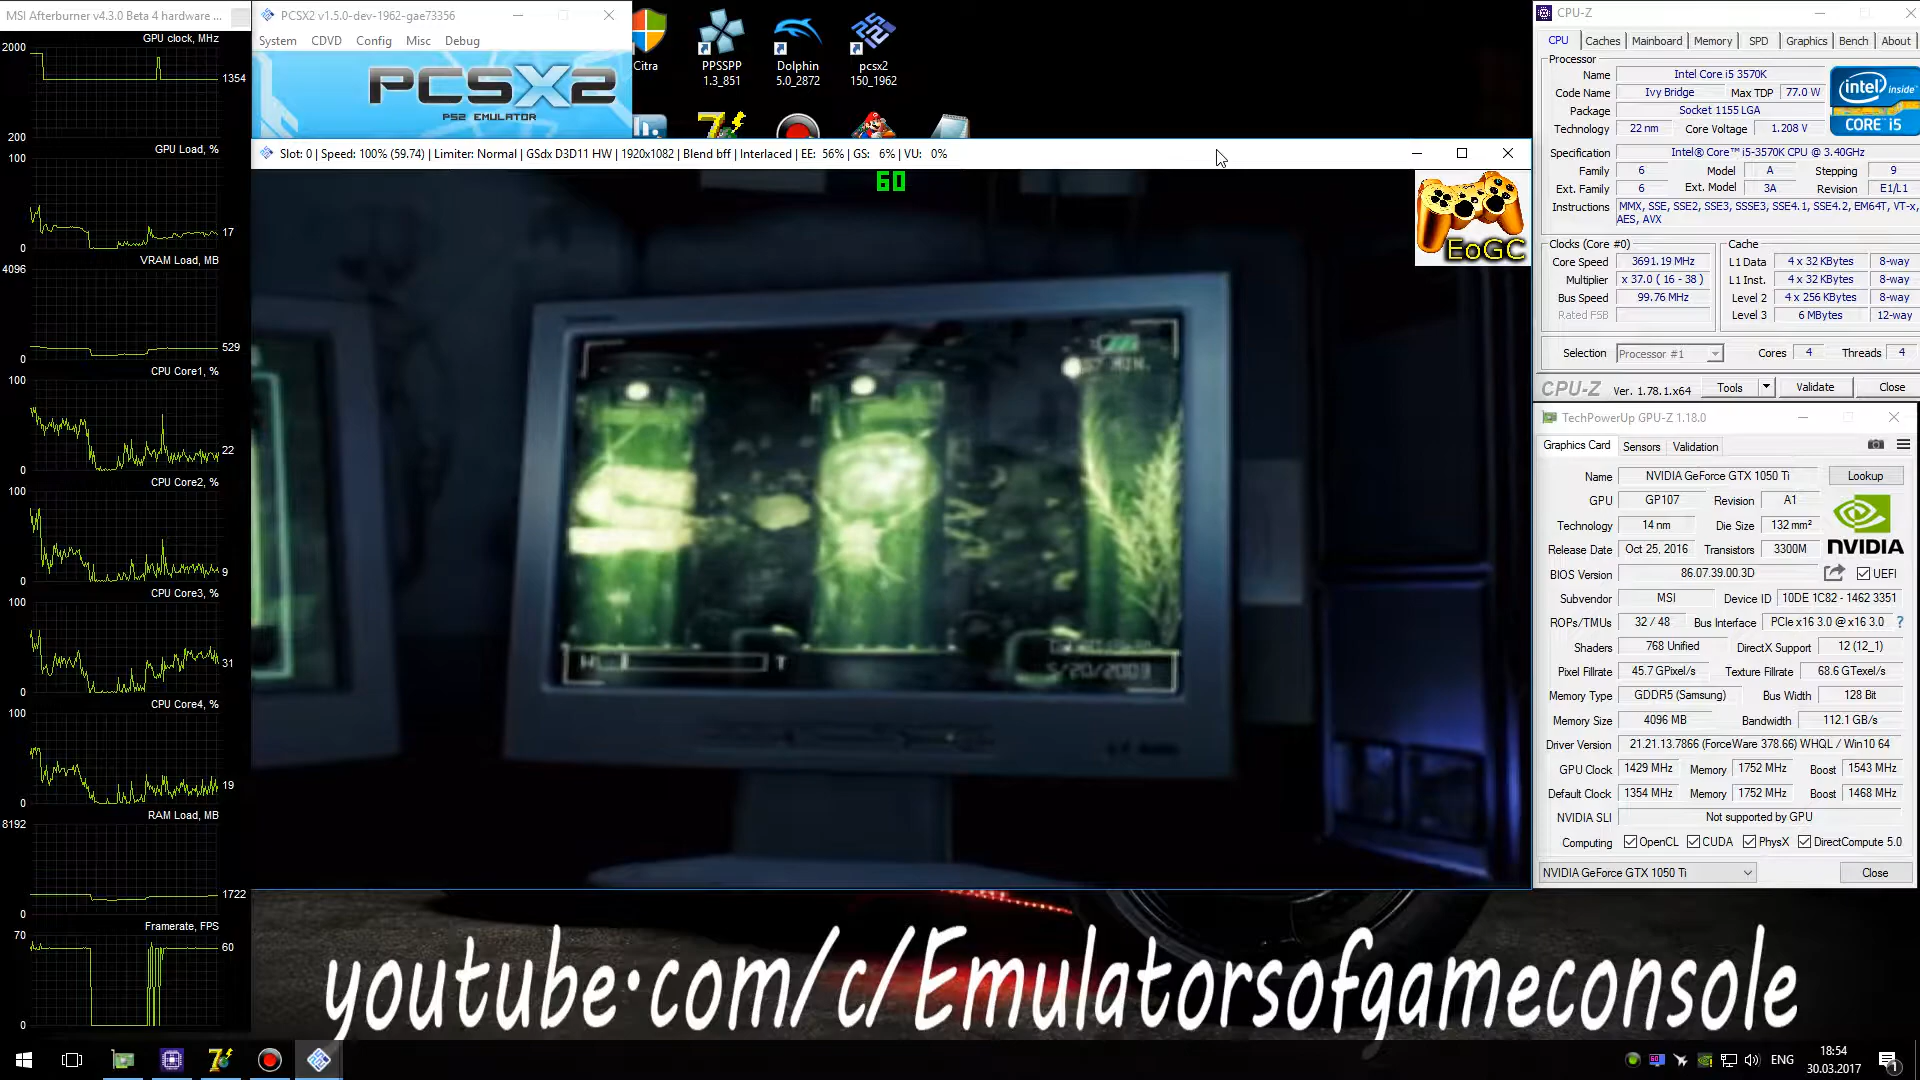 MSI Afterburner v4.3.0 Beta 4 hardware ...
GPU clock, MHz
2000
1354
200
GPU Load, %
100
17
0
VRAM Load, MB
4096
529
0
CPU Core1, %
100
22
0
CPU Core2, %
100
9
0
CPU Core3, %
100
31
0
CPU Core4, %
100
19
0
RAM Load, MB
8192
1722
0
Framerate, FPS
70
60
0
PCSX2 v1.5.0-dev-1962-gae73356
System CDVD Config Misc Debug
PCSX2
PS2 EMULATOR
Citra
PPSSPP
1.3_851
Dolphin
5.0_2872
pcsx2
150_1962
Slot: 0 | Speed: 100% (59.74) | Limiter: Normal | GSdx D3D11 HW | 1920x1082 | Blend bff | Interlaced | EE: 56% | GS: 6% | VU: 0%
60
EoGC
MIN.
5/20/2003
CPU-Z
CPU Caches Mainboard Memory SPD Graphics Bench About
Processor
Name Intel Core i5 3570K
Code Name Ivy Bridge Max TDP 77.0 W
Package Socket 1155 LGA
Technology 22 nm Core Voltage 1.208 V
intel inside
CORE i5
Specification Intel® Core™ i5-3570K CPU @ 3.40GHz
Family 6 Model A Stepping 9
Ext. Family 6 Ext. Model 3A Revision E1/L1
Instructions MMX, SSE, SSE2, SSE3, SSSE3, SSE4.1, SSE4.2, EM64T, VT-x,
AES, AVX
Clocks (Core #0)
Core Speed 3691.19 MHz
Multiplier x 37.0 ( 16 - 38 )
Bus Speed 99.76 MHz
Rated FSB
Cache
L1 Data 4 x 32 KBytes 8-way
L1 Inst. 4 x 32 KBytes 8-way
Level 2 4 x 256 KBytes 8-way
Level 3 6 MBytes 12-way
Selection Processor #1 Cores 4 Threads 4
CPU-Z Ver. 1.78.1.x64 Tools Validate Close
TechPowerUp GPU-Z 1.18.0
Graphics Card Sensors Validation
Name NVIDIA GeForce GTX 1050 Ti Lookup
GPU GP107 Revision A1
Technology 14 nm Die Size 132 mm²
Release Date Oct 25, 2016 Transistors 3300M
NVIDIA
BIOS Version 86.07.39.00.3D UEFI
Subvendor MSI Device ID 10DE 1C82 - 1462 3351
ROPs/TMUs 32 / 48 Bus Interface PCIe x16 3.0 @ x16 3.0 ?
Shaders 768 Unified DirectX Support 12 (12_1)
Pixel Fillrate 45.7 GPixel/s Texture Fillrate 68.6 GTexel/s
Memory Type GDDR5 (Samsung) Bus Width 128 Bit
Memory Size 4096 MB Bandwidth 112.1 GB/s
Driver Version 21.21.13.7866 (ForceWare 378.66) WHQL / Win10 64
GPU Clock 1429 MHz Memory 1752 MHz Boost 1543 MHz
Default Clock 1354 MHz Memory 1752 MHz Boost 1468 MHz
NVIDIA SLI Not supported by GPU
Computing OpenCL CUDA PhysX DirectCompute 5.0
NVIDIA GeForce GTX 1050 Ti Close
youtube.com/c/Emulatorsofgameconsole
ENG
18:54
30.03.2017
1